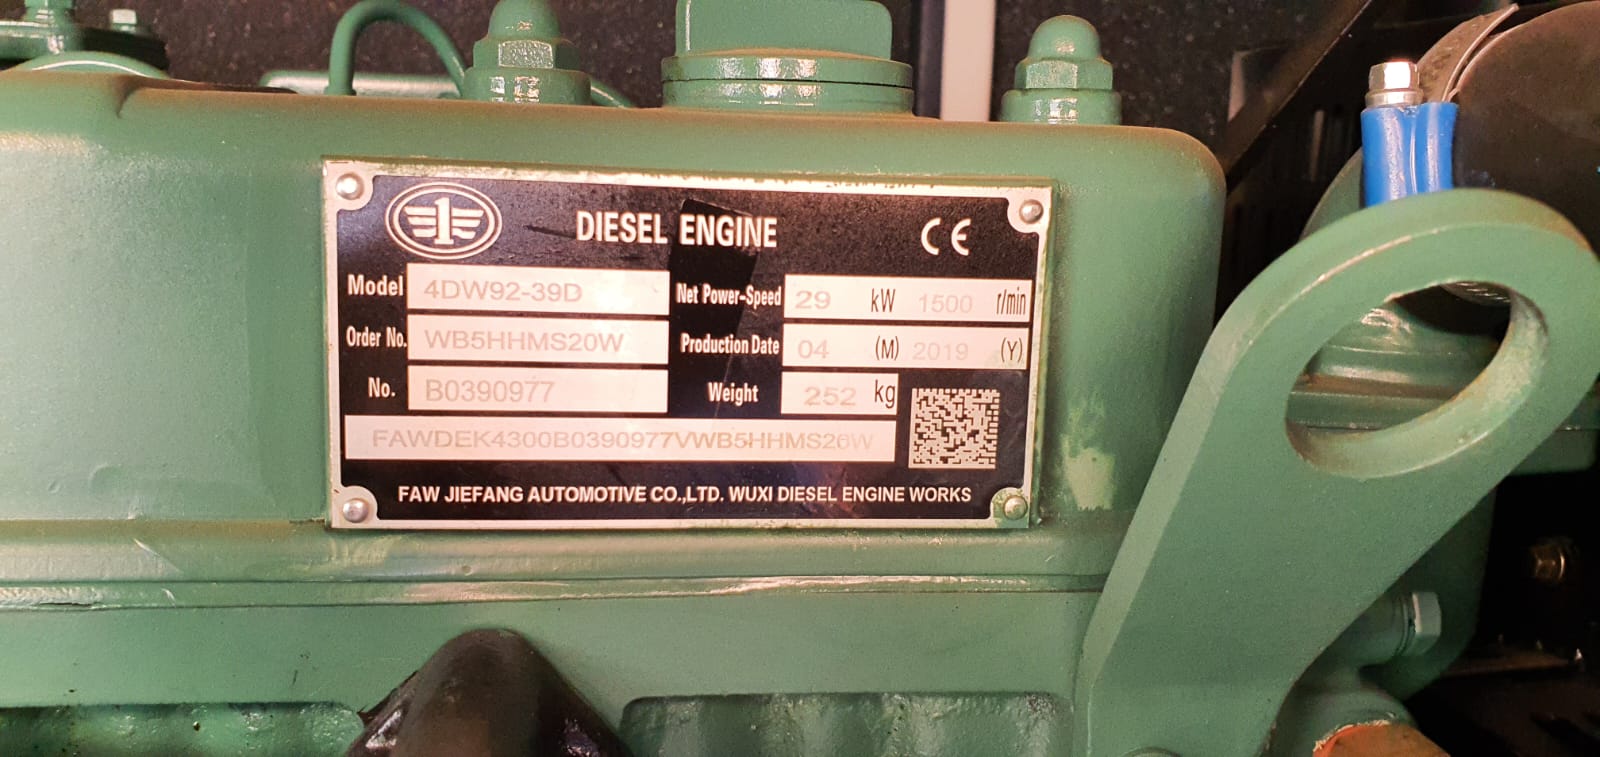 DIESEL ENGINE CE
Model 4DW92-39D Net Power-Speed 29 kW 1500 r/min
Order No. WB5HHMS20W Production Date 04 (M) 2019 (Y)
No. B0390977 Weight 252 kg
FAWDEK4300B0390977VWB5HHMS20W
FAW JIEFANG AUTOMOTIVE CO.,LTD. WUXI DIESEL ENGINE WORKS